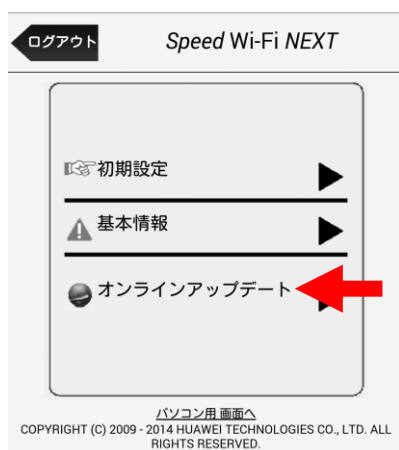 ログアウト
Speed Wi-Fi NEXT
初期設定
基本情報
オンラインアップデート
パソコン用 画面へ
COPYRIGHT (C) 2009 - 2014 HUAWEI TECHNOLOGIES CO., LTD. ALL
RIGHTS RESERVED.